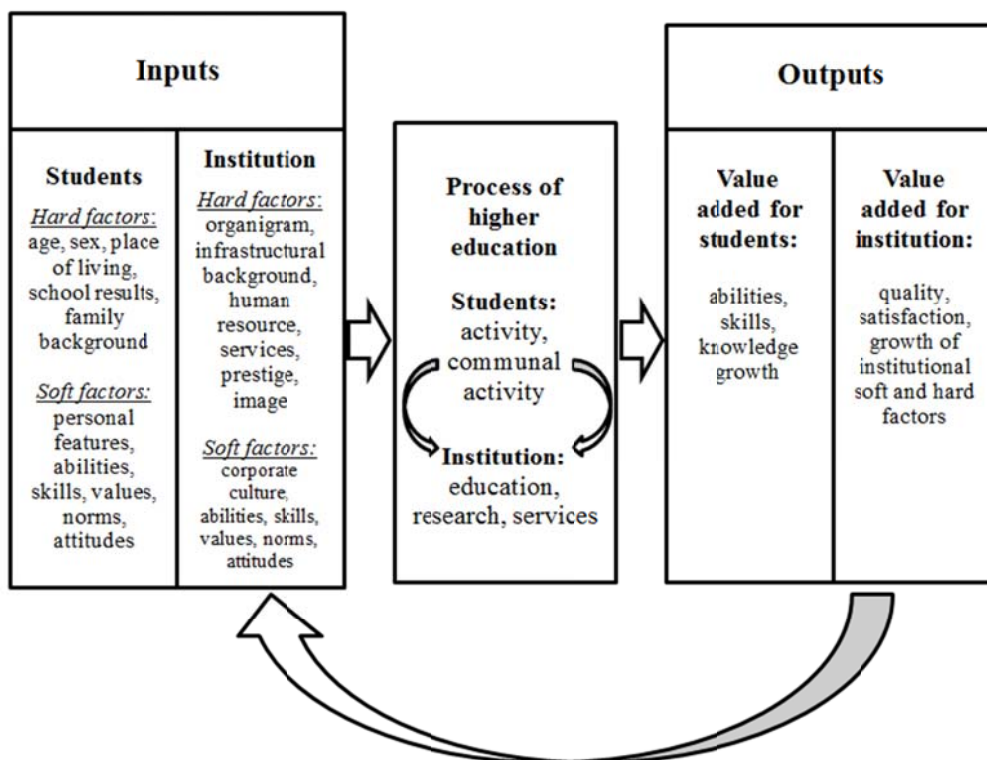 Inputs
Students
Hard factors:
age, sex, place
of living,
school results,
family
background
Soft factors:
personal
features,
abilities,
skills, values,
norms,
attitudes
Institution
Hard factors:
organigram,
infrastructural
background,
human
resource,
services,
prestige,
image
Soft factors:
corporate
culture,
abilities, skills,
values, norms,
attitudes
Process of
higher
education
Students:
activity,
communal
activity
Institution:
education,
research, services
Outputs
Value
added for
students:
abilities,
skills,
knowledge
growth
Value
added for
institution:
quality,
satisfaction,
growth of
institutional
soft and hard
factors